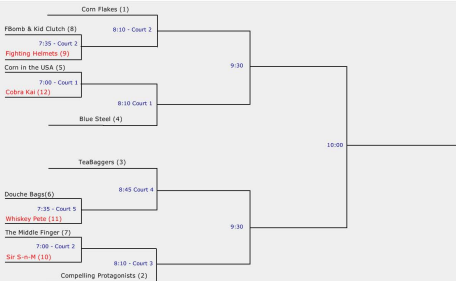 Corn Flakes (1)
FBomb & Kid Clutch (8)
8:10 - Court 2
7:35 - Court 2
Fighting Helmets (9)
Corn in the USA (5)
9:30
7:00 - Court 1
Cobra Kai (12)
8:10 Court 1
Blue Steel (4)
10:00
TeaBaggers (3)
8:45 Court 4
Douche Bags(6)
7:35 - Court 5
Whiskey Pete (11)
9:30
The Middle Finger (7)
7:00 - Court 2
Sir S-n-M (10)
8:10 - Court 3
Compelling Protagonists (2)